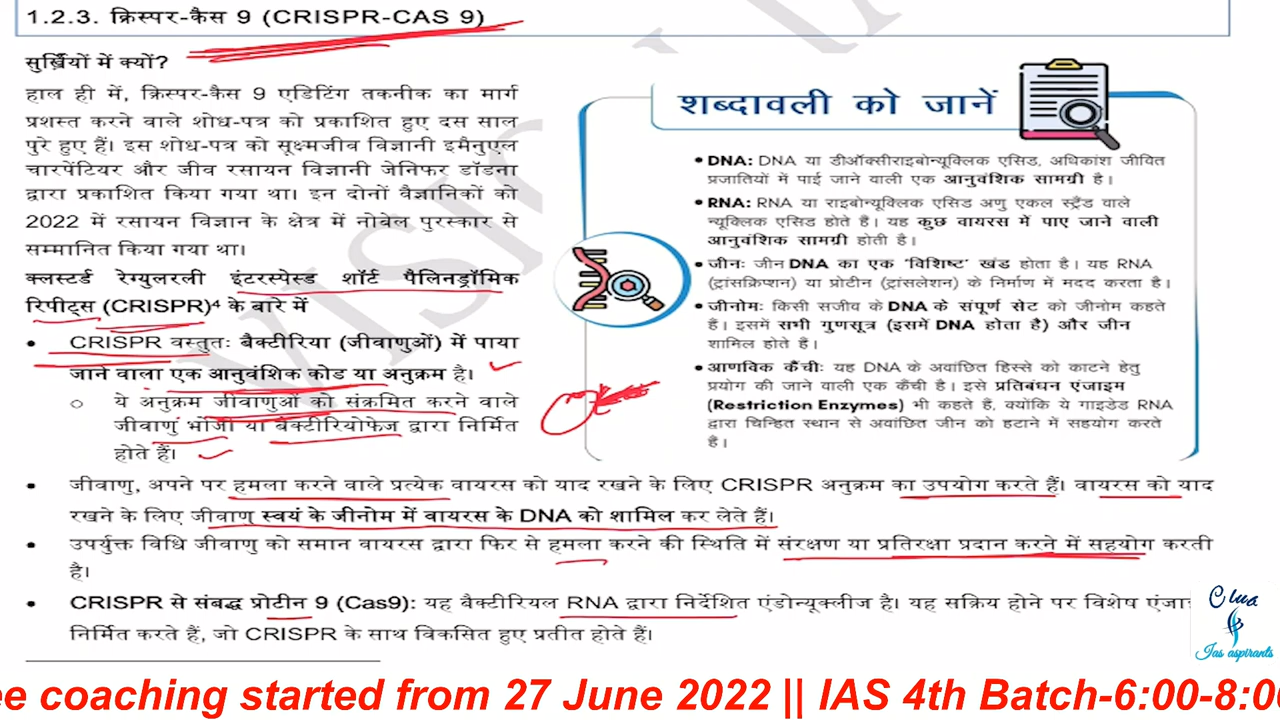 1.2.3. क्रिस्पर-कैस 9 (CRISPR-CAS 9)
सुर्ख़ियों में क्यों?
हाल ही में, क्रिस्पर-कैस 9 एडिटिंग तकनीक का मार्ग
प्रशस्त करने वाले शोध-पत्र को प्रकाशित हुए दस साल
पुरे हुए हैं। इस शोध-पत्र को सूक्ष्मजीव विज्ञानी इमैनुएल
चारपेंटियर और जीव रसायन विज्ञानी जेनिफर डॉडना
द्वारा प्रकाशित किया गया था। इन दोनों वैज्ञानिकों को
2022 में रसायन विज्ञान के क्षेत्र में नोबेल पुरस्कार से
सम्मानित किया गया था।
क्लस्टर्ड रेग्युलरली इंटरस्पेस्ड शॉर्ट पैलिनड्रॉमिक
रिपीट्स (CRISPR)⁴ के बारे में
• CRISPR वस्तुतः बैक्टीरिया (जीवाणुओं) में पाया
जाने वाला एक आनुवंशिक कोड या अनुक्रम है।
○ ये अनुक्रम जीवाणुओं को संक्रमित करने वाले
जीवाणु भोजी या बैक्टीरियोफेज द्वारा निर्मित
होते हैं।
शब्दावली को जानें
• DNA: DNA या डीऑक्सीराइबोन्यूक्लिक एसिड, अधिकांश जीवित
प्रजातियों में पाई जाने वाली एक आनुवंशिक सामग्री है।
• RNA: RNA या राइबोन्यूक्लिक एसिड अणु एकल स्ट्रैंड वाले
न्यूक्लिक एसिड होते हैं। यह कुछ वायरस में पाए जाने वाली
आनुवंशिक सामग्री होती है।
• जीनः जीन DNA का एक 'विशिष्ट' खंड होता है। यह RNA
(ट्रांसक्रिप्शन) या प्रोटीन (ट्रांसलेशन) के निर्माण में मदद करता है।
• जीनोमः किसी सजीव के DNA के संपूर्ण सेट को जीनोम कहते
हैं। इसमें सभी गुणसूत्र (इसमें DNA होता है) और जीन
शामिल होते हैं।
• आणविक कैंचीः यह DNA के अवांछित हिस्से को काटने हेतु
प्रयोग की जाने वाली एक कैंची है। इसे प्रतिबंधन एंजाइम
(Restriction Enzymes) भी कहते हैं, क्योंकि ये गाइडेड RNA
द्वारा चिन्हित स्थान से अवांछित जीन को हटाने में सहयोग करते
हैं।
• जीवाणु, अपने पर हमला करने वाले प्रत्येक वायरस को याद रखने के लिए CRISPR अनुक्रम का उपयोग करते हैं। वायरस को याद
रखने के लिए जीवाणु स्वयं के जीनोम में वायरस के DNA को शामिल कर लेते हैं।
• उपर्युक्त विधि जीवाणु को समान वायरस द्वारा फिर से हमला करने की स्थिति में संरक्षण या प्रतिरक्षा प्रदान करने में सहयोग करती
है।
• CRISPR से संबद्ध प्रोटीन 9 (Cas9): यह बैक्टीरियल RNA द्वारा निर्देशित एंडोन्यूक्लीज है। यह सक्रिय होने पर विशेष
निर्मित करते हैं, जो CRISPR के साथ विकसित हुए प्रतीत होते हैं।
Ias aspirants
ee coaching started from 27 June 2022 || IAS 4th Batch-6:00-8:00